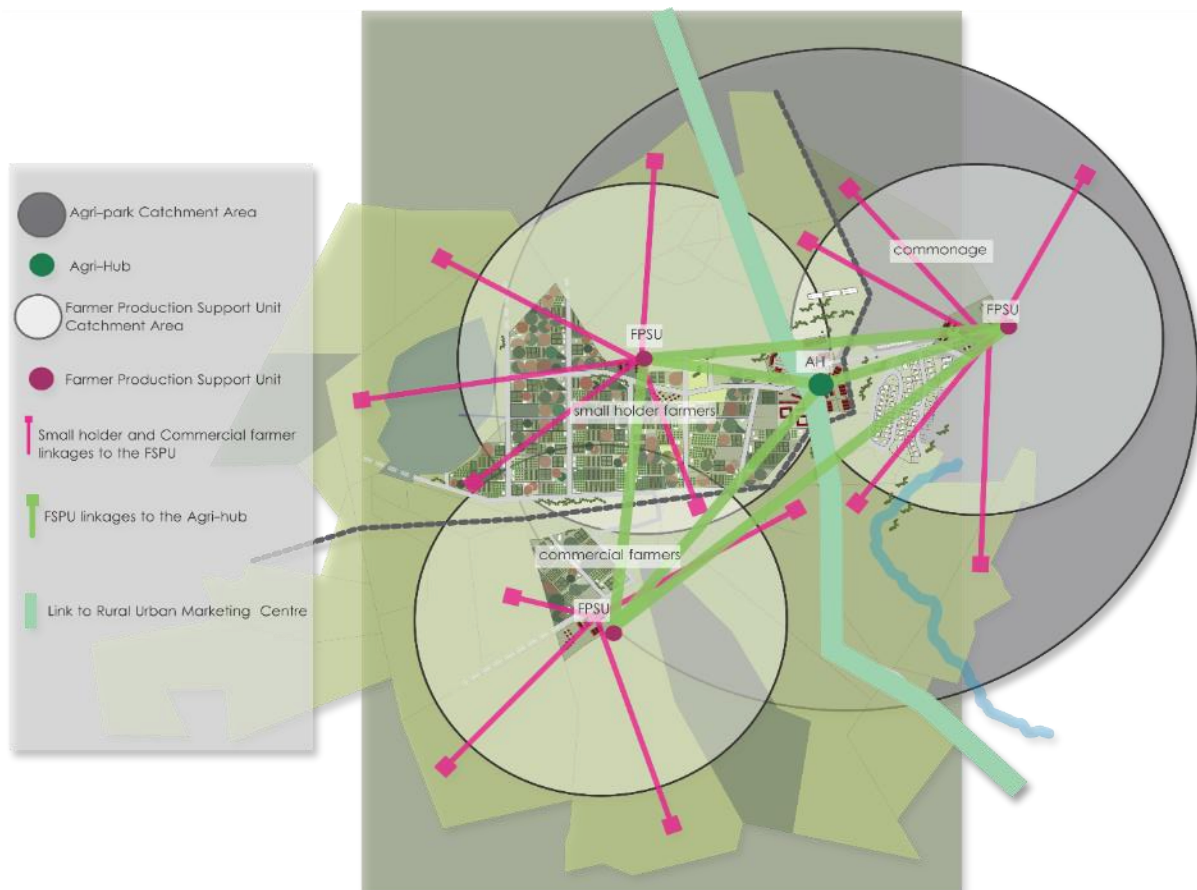 Agri-park Catchment Area
Agri-Hub
Farmer Production Support Unit
Catchment Area
Farmer Production Support Unit
Small holder and Commercial farmer
linkages to the FSPU
FSPU linkages to the Agri-hub
Link to Rural Urban Marketing Centre
commonage
FPSU
FPSU
AH
small holder farmers
commercial farmers
FPSU